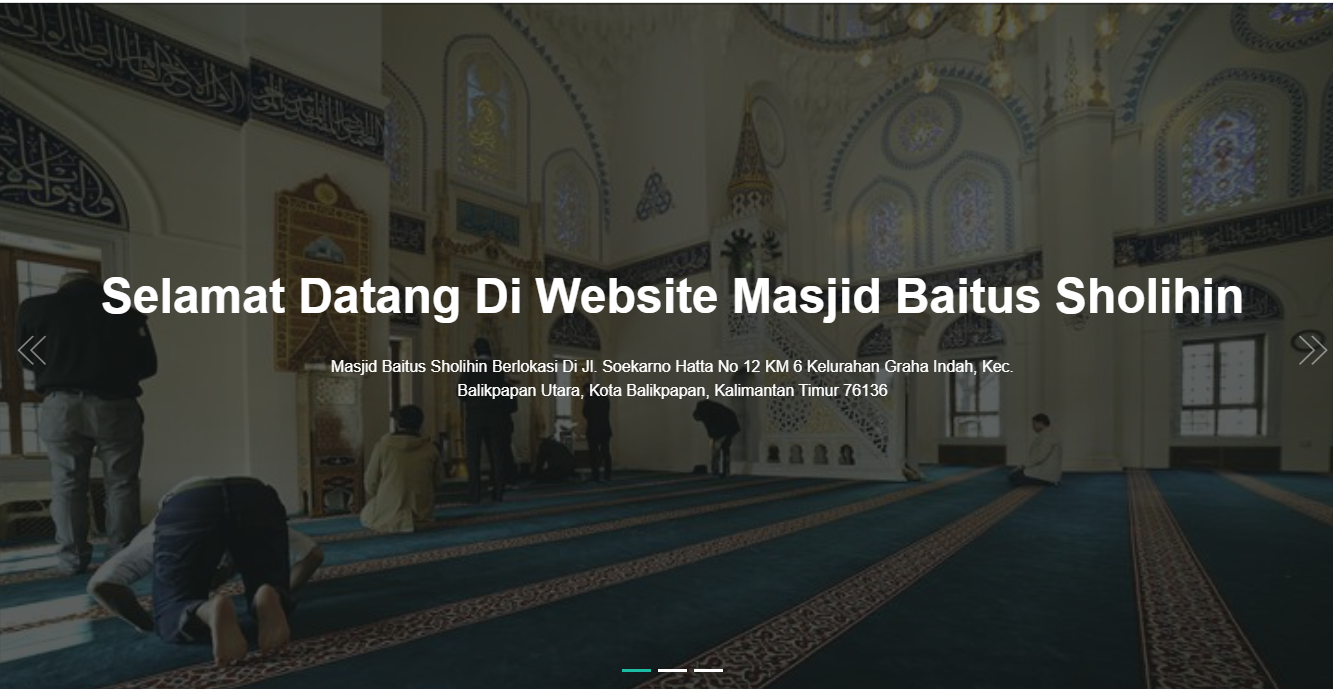 Selamat Datang Di Website Masjid Baitus Sholihin
Masjid Baitus Sholihin Berlokasi Di Jl. Soekarno Hatta No 12 KM 6 Kelurahan Graha Indah, Kec.
Balikpapan Utara, Kota Balikpapan, Kalimantan Timur 76136